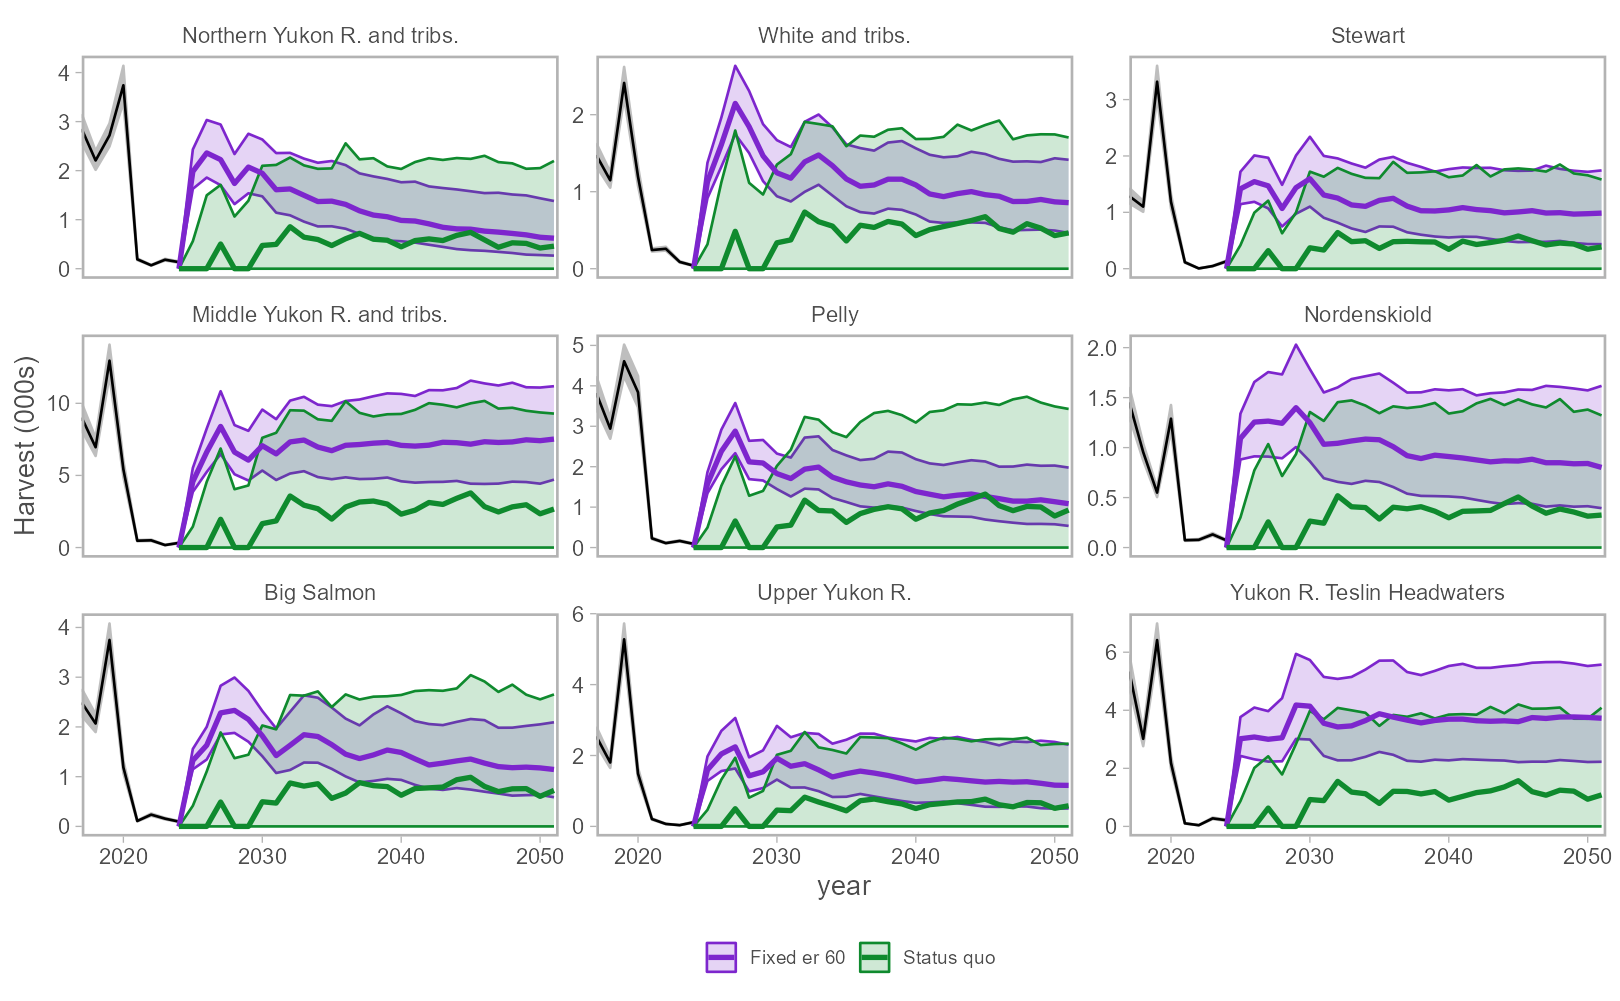 Northern Yukon R. and tribs.
White and tribs.
Stewart
4
3
2
1
0
2
1
0
3
2
1
0
Middle Yukon R. and tribs.
Pelly
Nordenskiold
Harvest (000s)
10
5
0
5
4
3
2
1
0
2.0
1.5
1.0
0.5
0.0
Big Salmon
Upper Yukon R.
Yukon R. Teslin Headwaters
4
3
2
1
0
6
4
2
0
6
4
2
0
2020 2030 2040 2050
2020 2030 2040 2050
2020 2030 2040 2050
year
Fixed er 60 Status quo